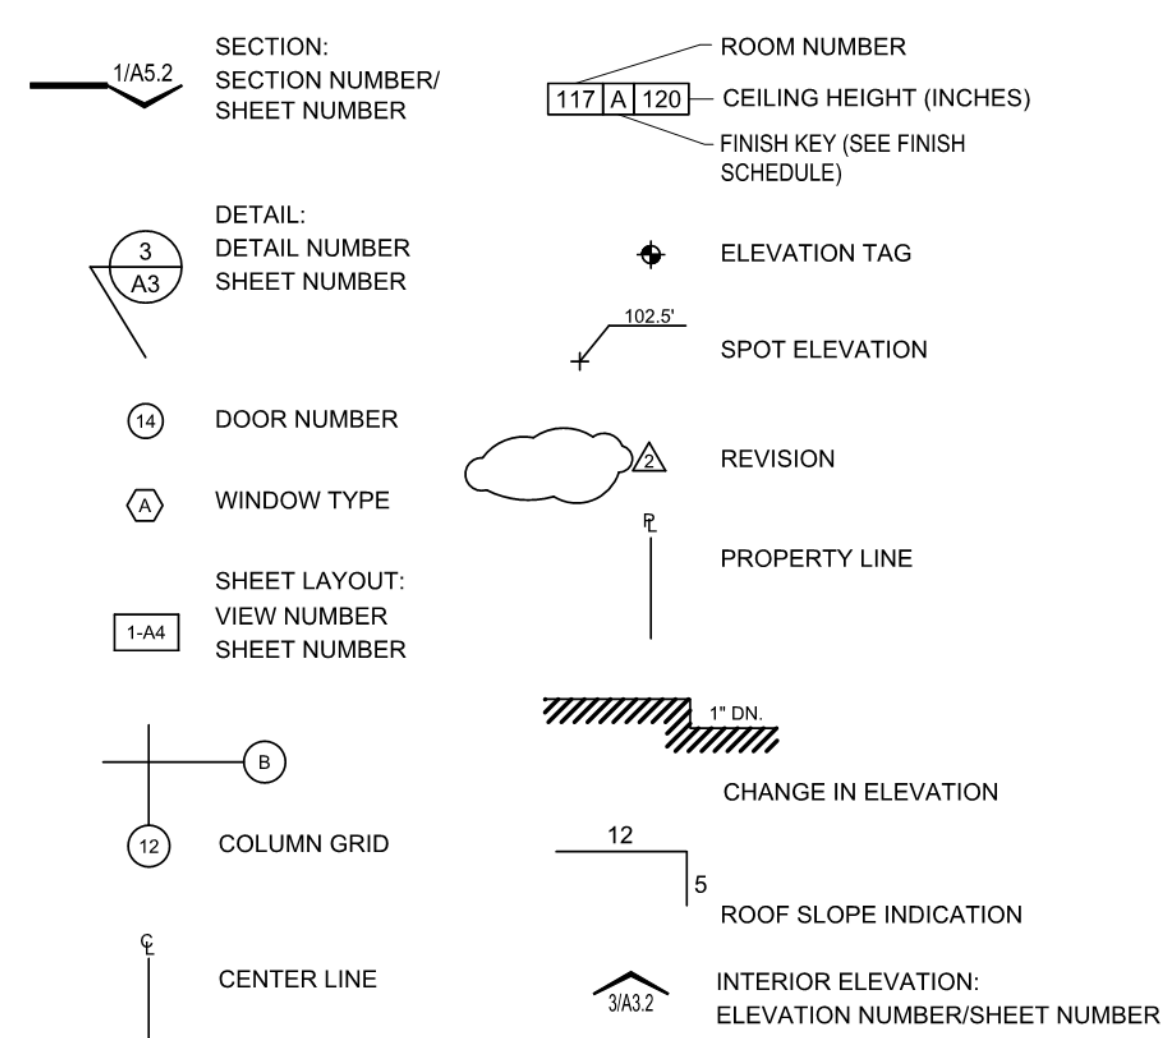 1/A5.2
SECTION:
SECTION NUMBER/
SHEET NUMBER
3
A3
DETAIL:
DETAIL NUMBER
SHEET NUMBER
14
DOOR NUMBER
A
WINDOW TYPE
1-A4
SHEET LAYOUT:
VIEW NUMBER
SHEET NUMBER
B
12
COLUMN GRID
℄
CENTER LINE
ROOM NUMBER
117 A 120
CEILING HEIGHT (INCHES)
FINISH KEY (SEE FINISH
SCHEDULE)
ELEVATION TAG
102.5'
SPOT ELEVATION
2
REVISION
PL
PROPERTY LINE
1" DN.
CHANGE IN ELEVATION
12
5
ROOF SLOPE INDICATION
3/A3.2
INTERIOR ELEVATION:
ELEVATION NUMBER/SHEET NUMBER